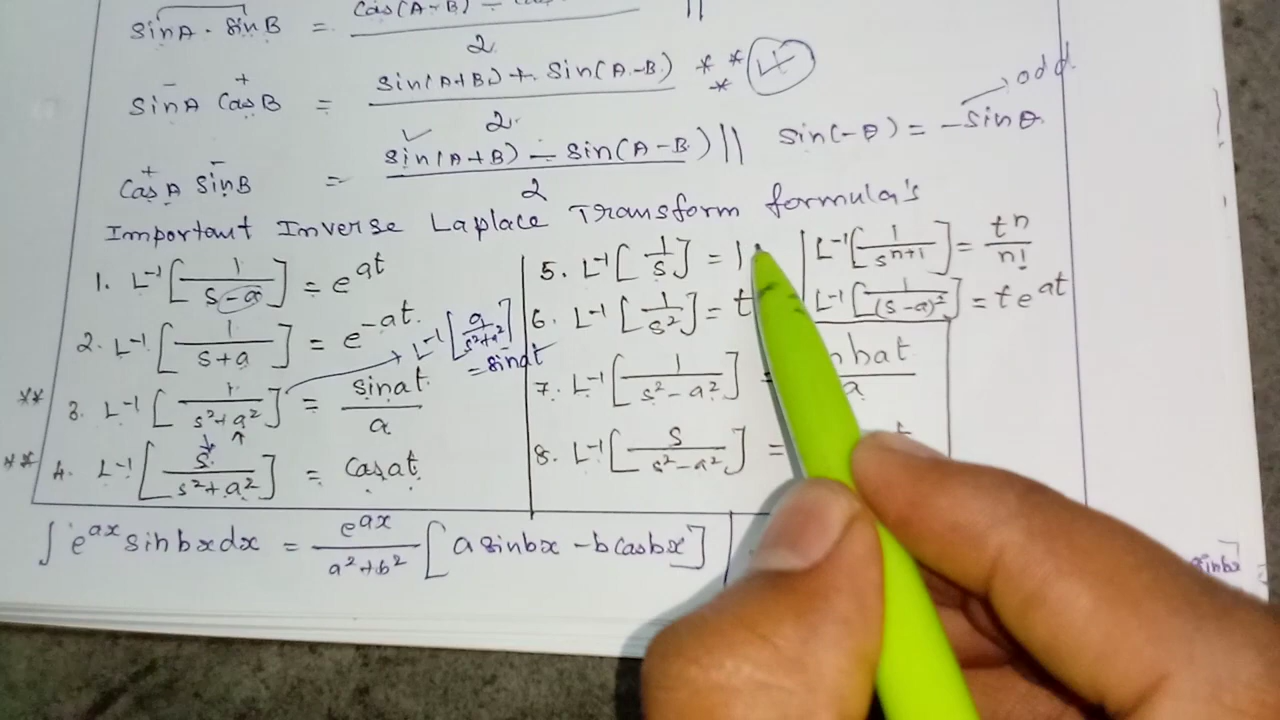 SinA . SinB = Cos(A-B) -
2
SinA CosB = Sin(A+B) + Sin(A-B) * * *
2
odd
CosA SinB = Sin(A+B) - Sin(A-B) || Sin(-θ) = -Sinθ
2
Important Inverse Laplace Transform formula's
1. L⁻¹[1/(s-a)] = e^at
2. L⁻¹[1/(s+a)] = e^-at
L⁻¹[a/(s²+a²)] = sinat
** 3. L⁻¹[1/(s²+a²)] = sinat/a
** 4. L⁻¹[s/(s²+a²)] = Cosat
5. L⁻¹[1/s] = 1
6. L⁻¹[1/s²] = t
7. L⁻¹[1/(s²-a²)] = hat/a
8. L⁻¹[s/(s²-a²)] =
L⁻¹[1/s^(n+1)] = t^n/n!
L⁻¹[1/(s-a)²] = te^at
∫e^ax sinbxdx = e^ax/(a²+b²) [a sinbx - b cosbx]
sinbx